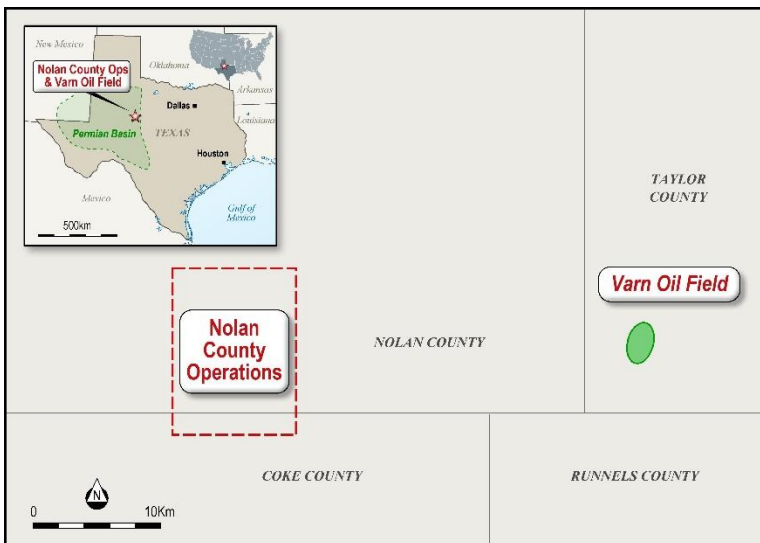 New Mexico
Oklahoma
Arkansas
Nolan County Ops
& Varn Oil Field
Dallas
Louisiana
Permian Basin
TEXAS
Houston
Mexico
Gulf of
Mexico
500km
TAYLOR
COUNTY
Varn Oil Field
Nolan
County
Operations
NOLAN COUNTY
COKE COUNTY
RUNNELS COUNTY
N
0
10Km